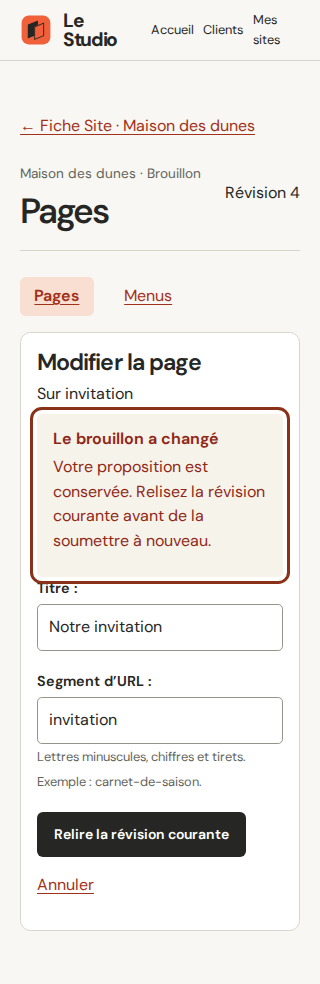 Le
Studio
Accueil Clients Mes
sites
← Fiche Site · Maison des dunes
Maison des dunes · Brouillon
Pages
Révision 4
Pages Menus
Modifier la page
Sur invitation
Le brouillon a changé
Votre proposition est
conservée. Relisez la révision
courante avant de la
soumettre à nouveau.
Titre :
Notre invitation
Segment d’URL :
invitation
Lettres minuscules, chiffres et tirets.
Exemple : carnet-de-saison.
Relire la révision courante
Annuler